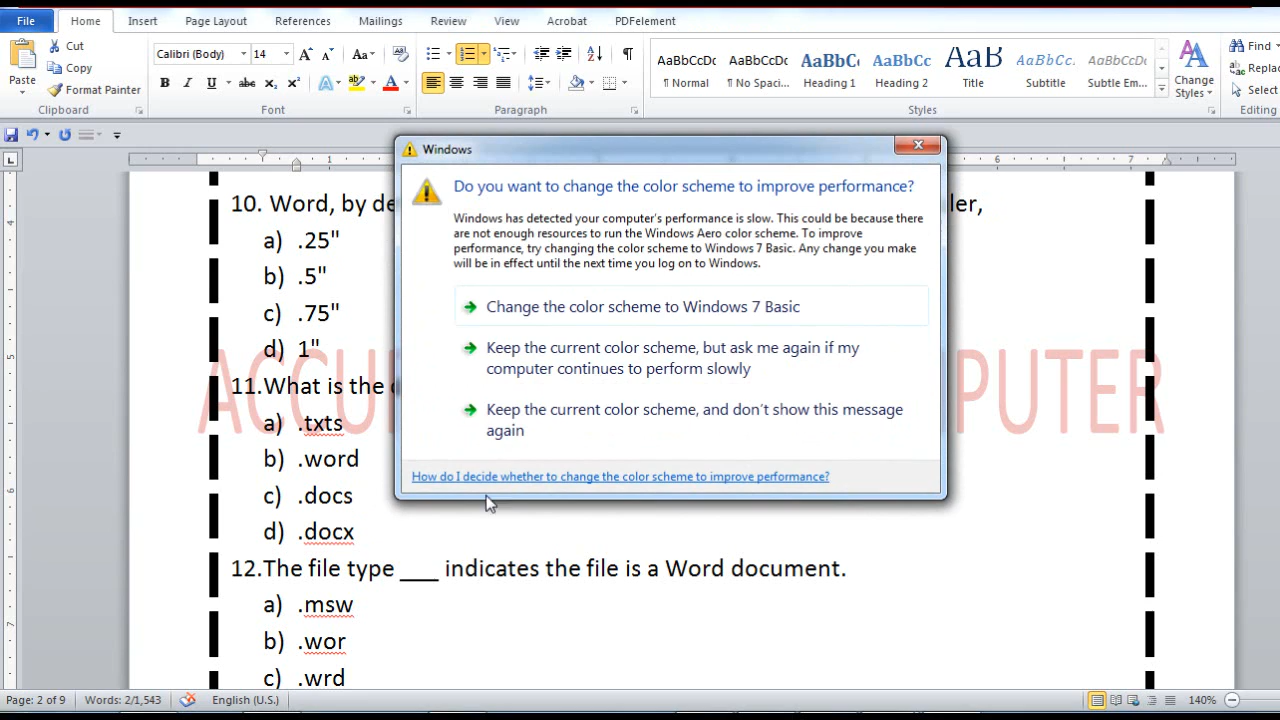 File Home Insert Page Layout References Mailings Review View Acrobat PDFelement
Cut
Copy
Format Painter
Paste
Clipboard
Calibri (Body) 14
Font
Paragraph
AaBbCcDc AaBbCcDc AaBbC AaBbCc AaB AaBbCc. AaBbCcDc
¶ Normal ¶ No Spaci... Heading 1 Heading 2 Title Subtitle Subtle Em...
Change
Styles
Styles
Find
Replac
Select
Editing
1 6 7
10. Word, by de ler,
a) .25"
b) .5"
c) .75"
d) 1"
11.What is the
a) .txts
b) .word
c) .docs
d) .docx
12.The file type ___ indicates the file is a Word document.
a) .msw
b) .wor
c) .wrd
ACCU PUTER
Windows
Do you want to change the color scheme to improve performance?
Windows has detected your computer's performance is slow. This could be because there
are not enough resources to run the Windows Aero color scheme. To improve
performance, try changing the color scheme to Windows 7 Basic. Any change you make
will be in effect until the next time you log on to Windows.
Change the color scheme to Windows 7 Basic
Keep the current color scheme, but ask me again if my
computer continues to perform slowly
Keep the current color scheme, and don't show this message
again
How do I decide whether to change the color scheme to improve performance?
Page: 2 of 9 Words: 2/1,543 English (U.S.) 140%